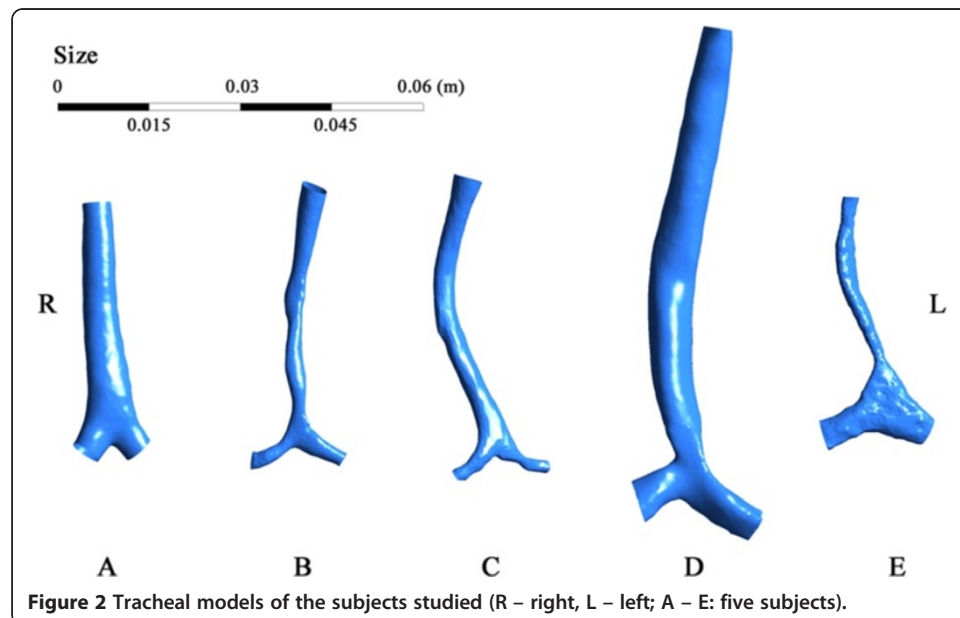 Size
0 0.03 0.06 (m)
0.015 0.045
R L
A B C D E
Figure 2 Tracheal models of the subjects studied (R – right, L – left; A – E: five subjects).